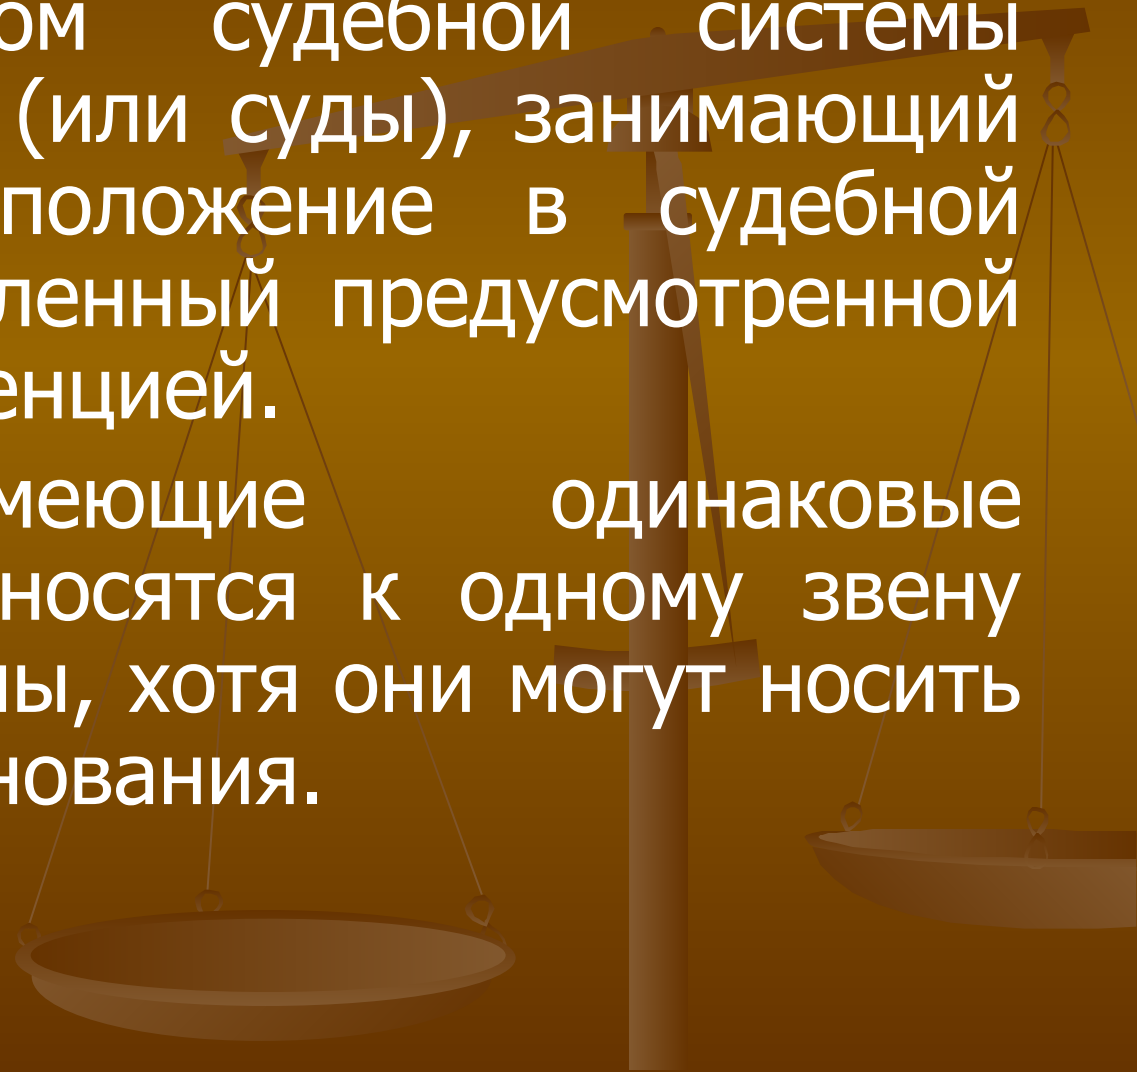 ом судебной системы
(или суды), занимающий
положение в судебной
ленный предусмотренной
енцией.
меющие одинаковые
носятся к одному звену
ны, хотя они могут носить
нования.